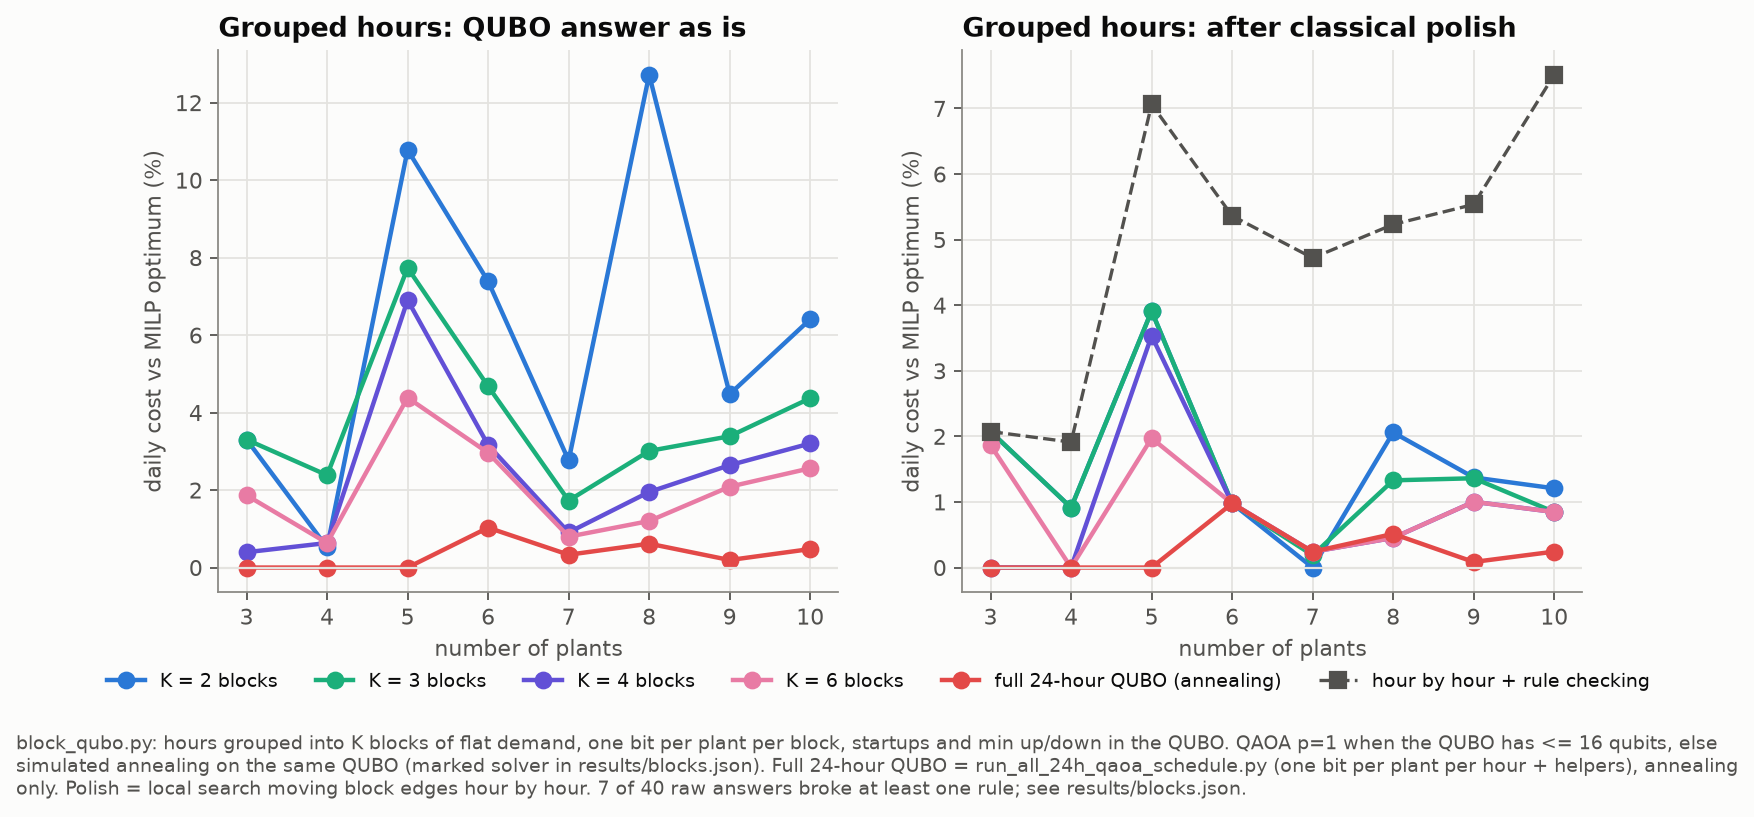 Grouped hours: QUBO answer as is
daily cost vs MILP optimum (%)
12
10
8
6
4
2
0
3 4 5 6 7 8 9 10
number of plants
Grouped hours: after classical polish
daily cost vs MILP optimum (%)
7
6
5
4
3
2
1
0
3 4 5 6 7 8 9 10
number of plants
K = 2 blocks K = 3 blocks K = 4 blocks K = 6 blocks full 24-hour QUBO (annealing) hour by hour + rule checking
block_qubo.py: hours grouped into K blocks of flat demand, one bit per plant per block, startups and min up/down in the QUBO. QAOA p=1 when the QUBO has <= 16 qubits, else
simulated annealing on the same QUBO (marked solver in results/blocks.json). Full 24-hour QUBO = run_all_24h_qaoa_schedule.py (one bit per plant per hour + helpers), annealing
only. Polish = local search moving block edges hour by hour. 7 of 40 raw answers broke at least one rule; see results/blocks.json.